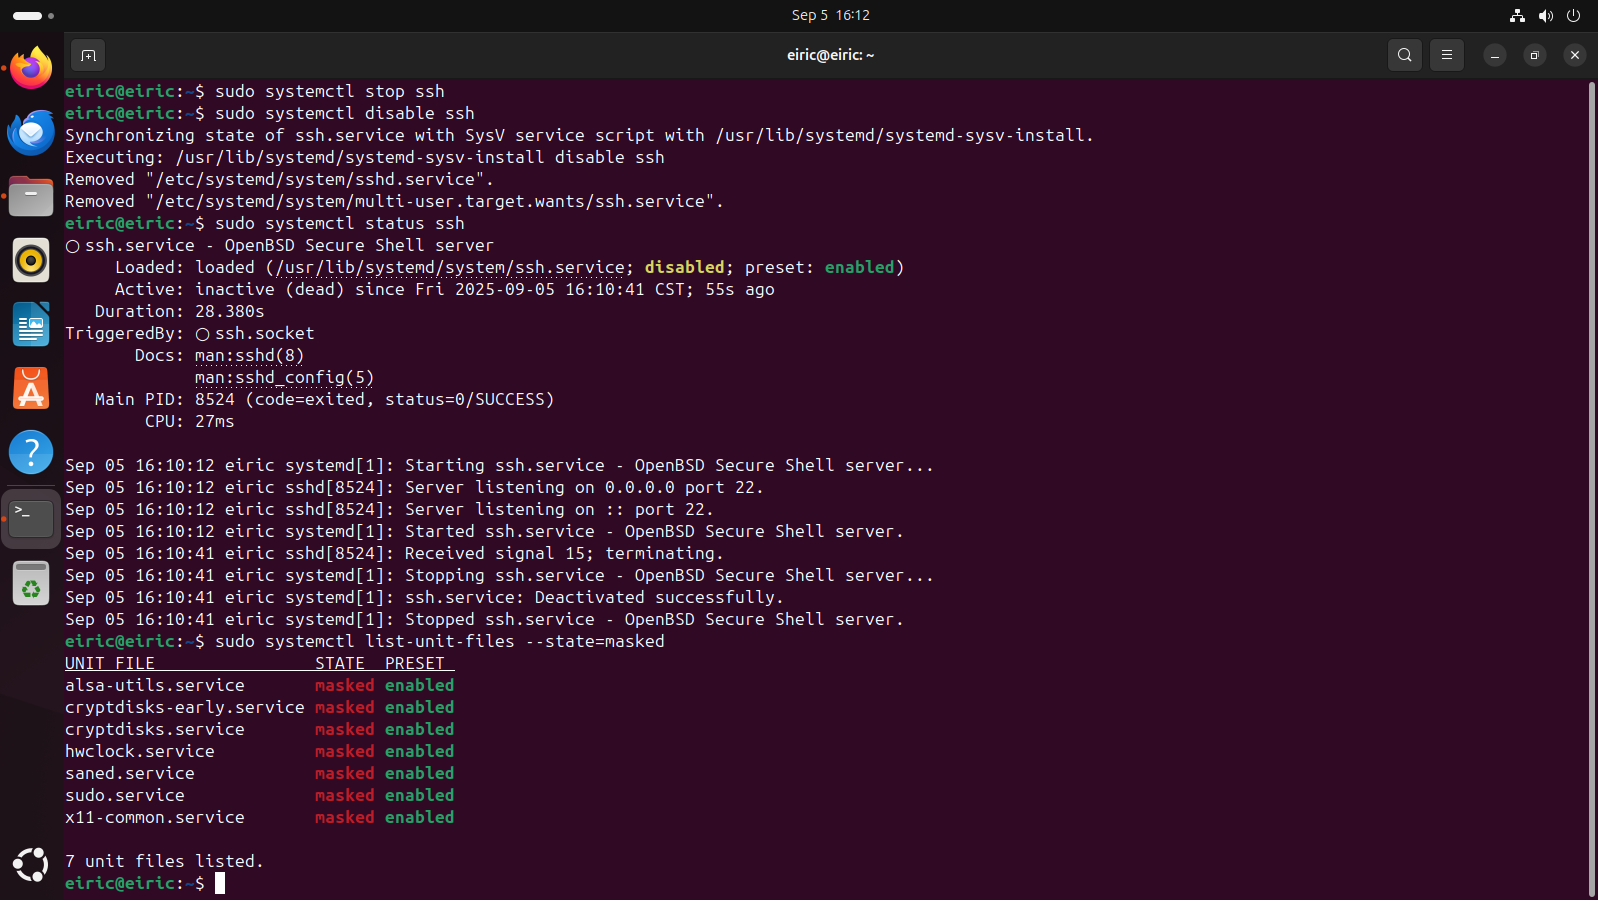 Sep 5 16:12
eiric@eiric: ~
eiric@eiric:~$ sudo systemctl stop ssh
eiric@eiric:~$ sudo systemctl disable ssh
Synchronizing state of ssh.service with SysV service script with /usr/lib/systemd/systemd-sysv-install.
Executing: /usr/lib/systemd/systemd-sysv-install disable ssh
Removed "/etc/systemd/system/sshd.service".
Removed "/etc/systemd/system/multi-user.target.wants/ssh.service".
eiric@eiric:~$ sudo systemctl status ssh
○ ssh.service - OpenBSD Secure Shell server
     Loaded: loaded (/usr/lib/systemd/system/ssh.service; disabled; preset: enabled)
     Active: inactive (dead) since Fri 2025-09-05 16:10:41 CST; 55s ago
   Duration: 28.380s
TriggeredBy: ○ ssh.socket
       Docs: man:sshd(8)
             man:sshd_config(5)
   Main PID: 8524 (code=exited, status=0/SUCCESS)
        CPU: 27ms
Sep 05 16:10:12 eiric systemd[1]: Starting ssh.service - OpenBSD Secure Shell server...
Sep 05 16:10:12 eiric sshd[8524]: Server listening on 0.0.0.0 port 22.
Sep 05 16:10:12 eiric sshd[8524]: Server listening on :: port 22.
Sep 05 16:10:12 eiric systemd[1]: Started ssh.service - OpenBSD Secure Shell server.
Sep 05 16:10:41 eiric sshd[8524]: Received signal 15; terminating.
Sep 05 16:10:41 eiric systemd[1]: Stopping ssh.service - OpenBSD Secure Shell server...
Sep 05 16:10:41 eiric systemd[1]: ssh.service: Deactivated successfully.
Sep 05 16:10:41 eiric systemd[1]: Stopped ssh.service - OpenBSD Secure Shell server.
eiric@eiric:~$ sudo systemctl list-unit-files --state=masked
UNIT FILE                STATE  PRESET
alsa-utils.service       masked enabled
cryptdisks-early.service masked enabled
cryptdisks.service       masked enabled
hwclock.service          masked enabled
saned.service            masked enabled
sudo.service             masked enabled
x11-common.service       masked enabled
7 unit files listed.
eiric@eiric:~$